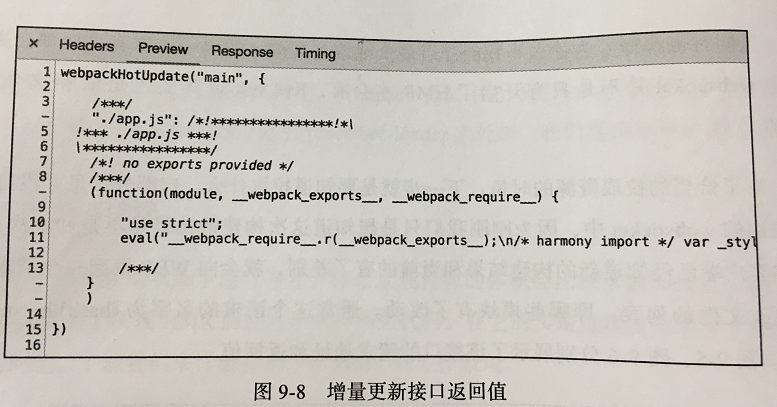 × Headers Preview Response Timing
1 webpackHotUpdate("main", {
2
3 /***/
- "./app.js": /*!****************!*\
5 !*** ./app.js ***!
6 \****************/
7 /*! no exports provided */
8 /***/
- (function(module, __webpack_exports__, __webpack_require__) {
9
10 "use strict";
11 eval("__webpack_require__.r(__webpack_exports__);\n/* harmony import */ var _styl
12
13 /***/
- }
- )
14
15 })
16
图 9-8 增量更新接口返回值